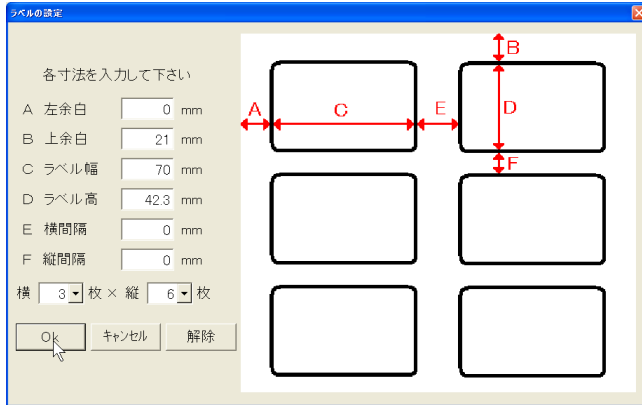 ラベルの設定
各寸法を入力して下さい
A 左余白 0 mm
B 上余白 21 mm
C ラベル幅 70 mm
D ラベル高 42.3 mm
E 横間隔 0 mm
F 縦間隔 0 mm
横 3 枚 × 縦 6 枚
Ok キャンセル 解除
B
A C E D
F